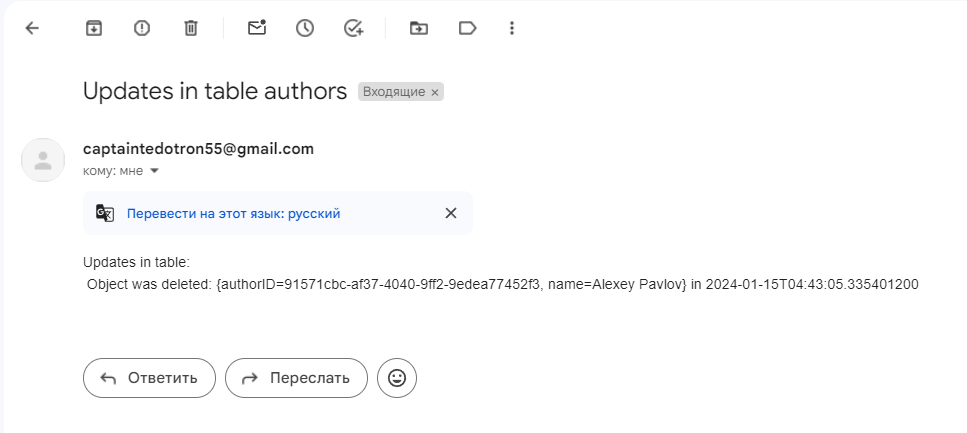 Updates in table authors Входящие ×
captaintedotron55@gmail.com
кому: мне
Перевести на этот язык: русский
Updates in table:
Object was deleted: {authorID=91571cbc-af37-4040-9ff2-9edea77452f3, name=Alexey Pavlov} in 2024-01-15T04:43:05.335401200
Ответить Переслать